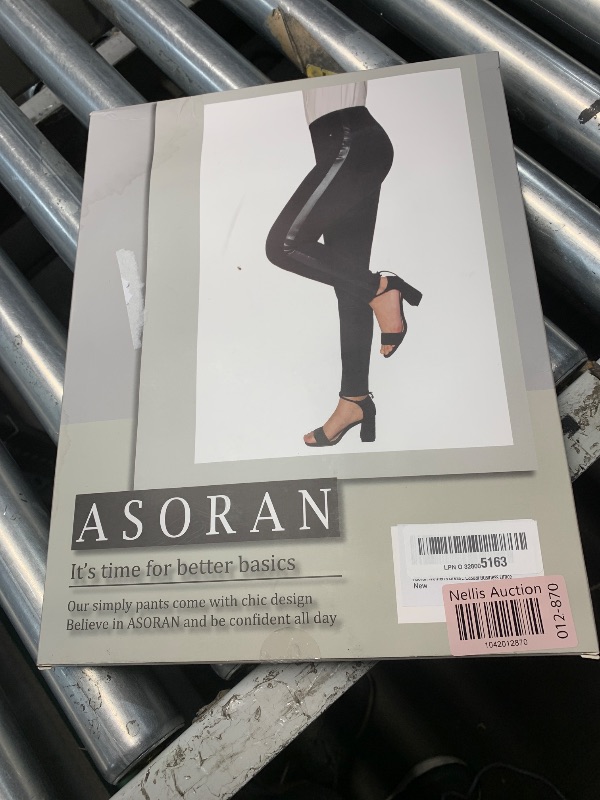 ASORAN
It's time for better basics
Our simply pants come with chic design
Believe in ASORAN and be confident all day
5163
New
Nellis Auction
1042012870
012-870